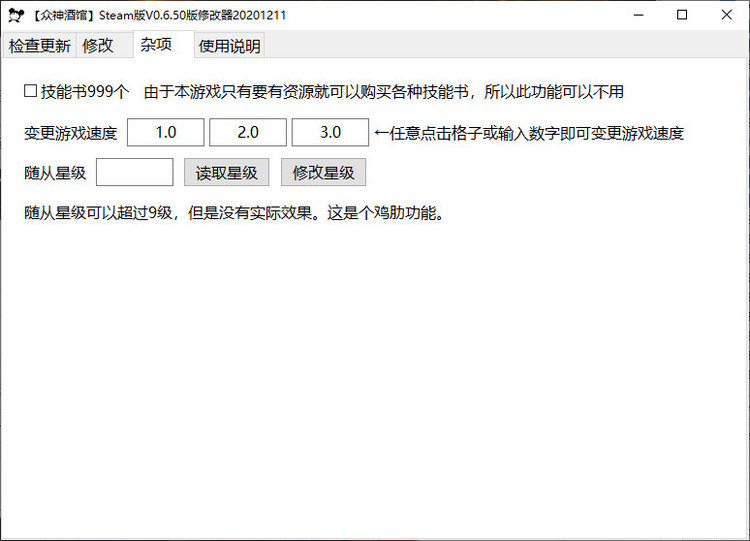 【众神酒馆】Steam版V0.6.50版修改器20201211
检查更新 修改 杂项 使用说明
技能书999个 由于本游戏只有要有资源就可以购买各种技能书，所以此功能可以不用
变更游戏速度 1.0 2.0 3.0 ←任意点击格子或输入数字即可变更游戏速度
随从星级 读取星级 修改星级
随从星级可以超过9级，但是没有实际效果。这是个鸡肋功能。